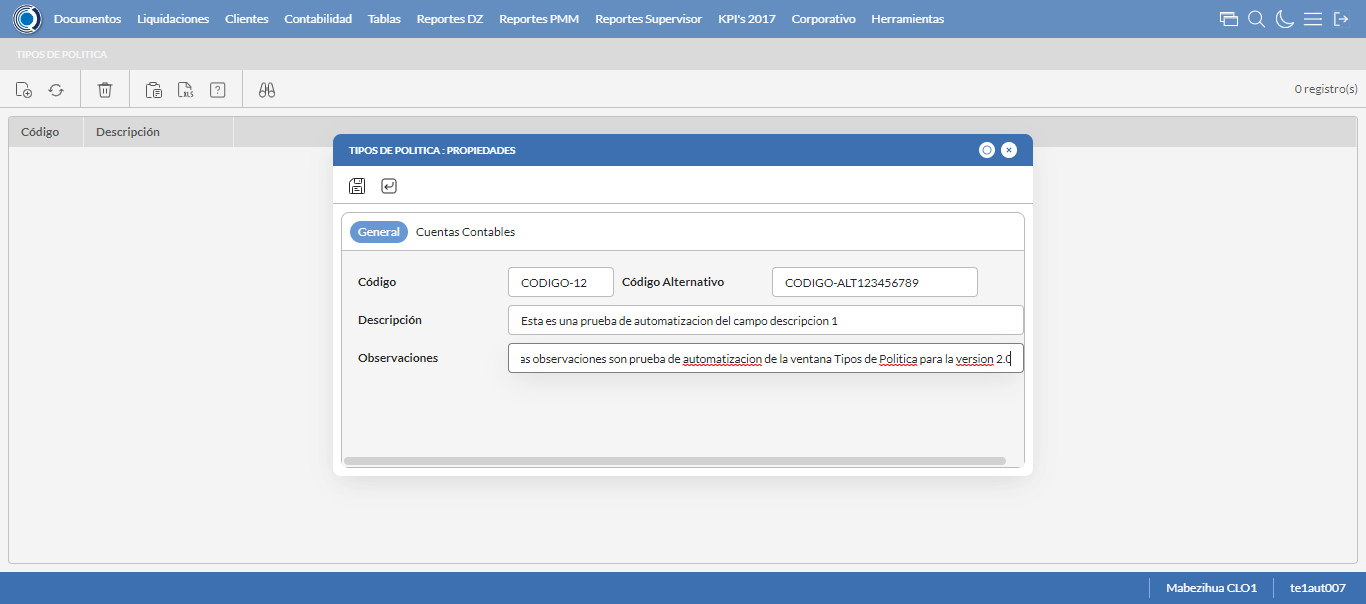 Documentos Liquidaciones Clientes Contabilidad Tablas Reportes DZ Reportes PMM Reportes Supervisor KPI's 2017 Corporativo Herramientas
TIPOS DE POLITICA
XLS ? 0 registro(s)
Código Descripción
TIPOS DE POLITICA : PROPIEDADES
General Cuentas Contables
Código CODIGO-12 Código Alternativo CODIGO-ALT123456789
Descripción Esta es una prueba de automatizacion del campo descripcion 1
Observaciones as observaciones son prueba de automatizacion de la ventana Tipos de Politica para la version 2.0
Mabezihua CLO1 te1aut007